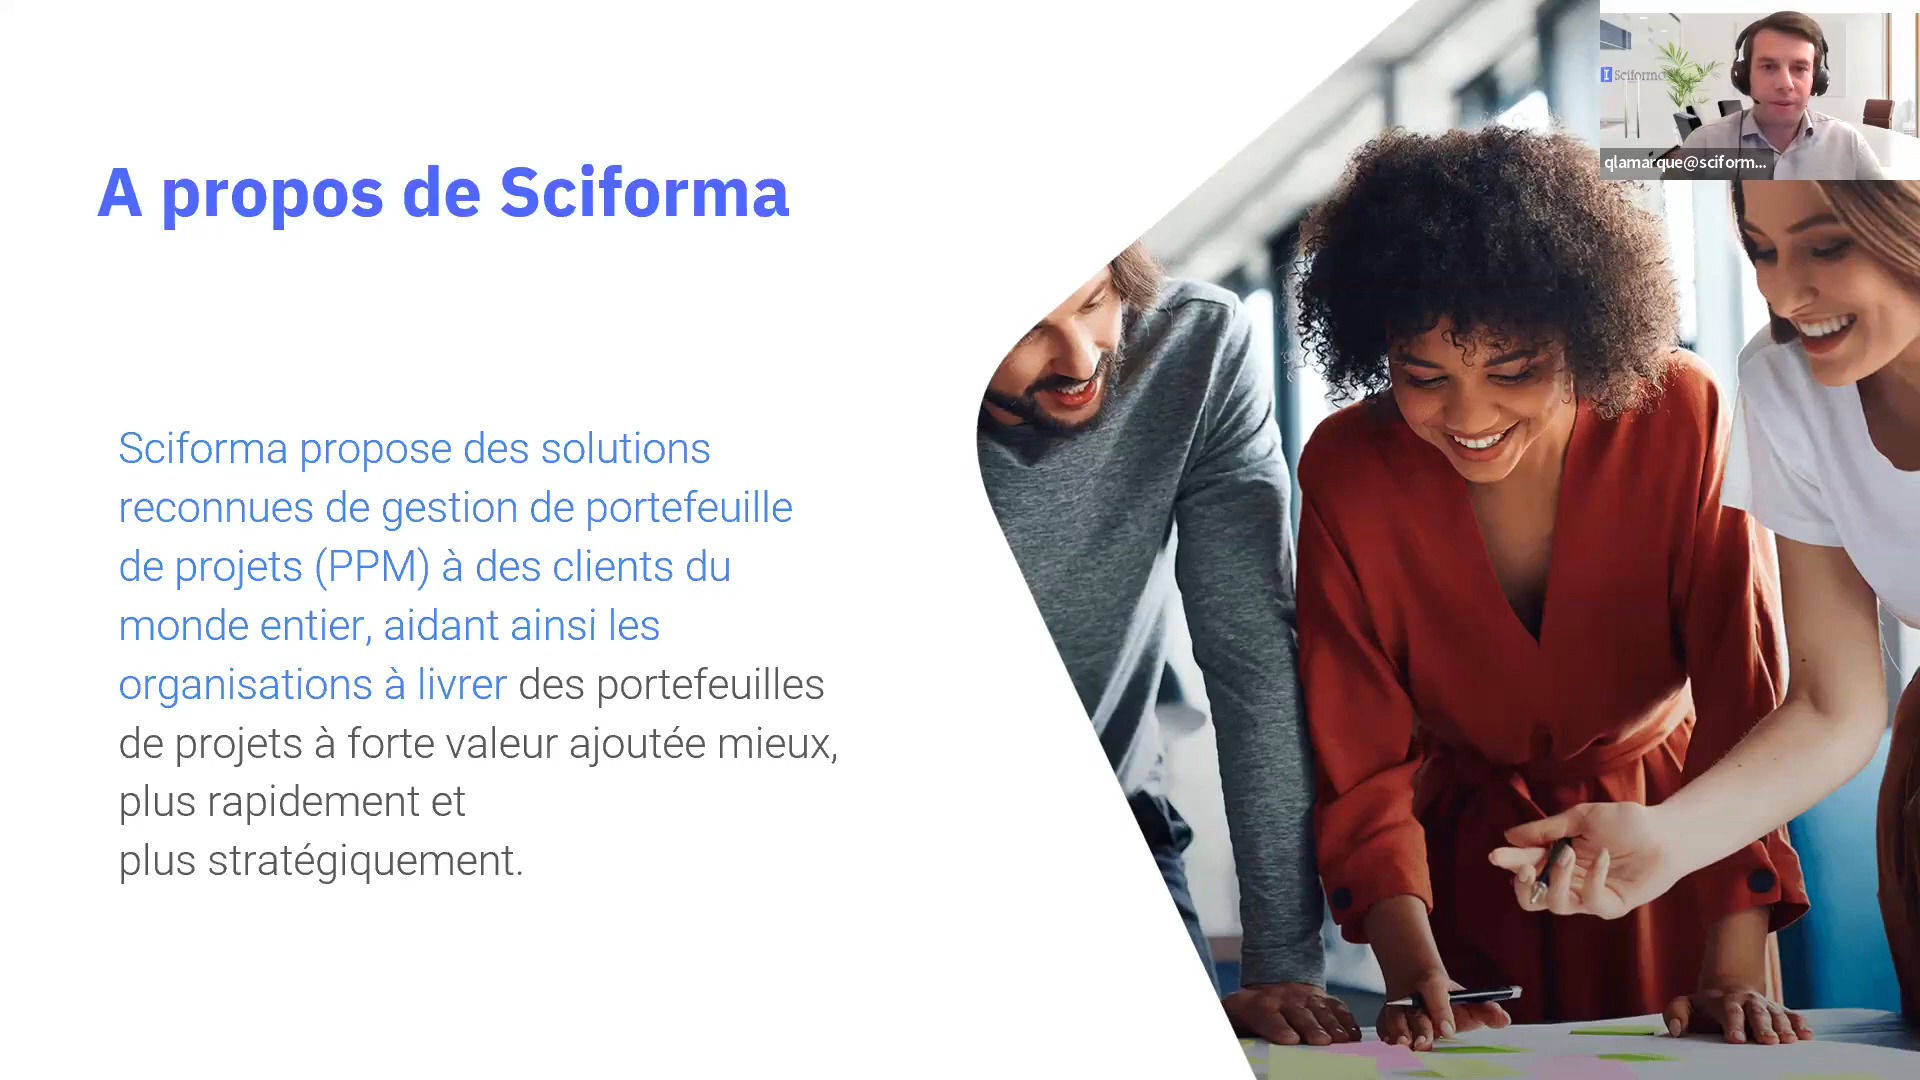 A propos de Sciforma
Sciforma propose des solutions
reconnues de gestion de portefeuille
de projets (PPM) à des clients du
monde entier, aidant ainsi les
organisations à livrer des portefeuilles
de projets à forte valeur ajoutée mieux,
plus rapidement et
plus stratégiquement.
Sciforma
qlamarque@sciform...